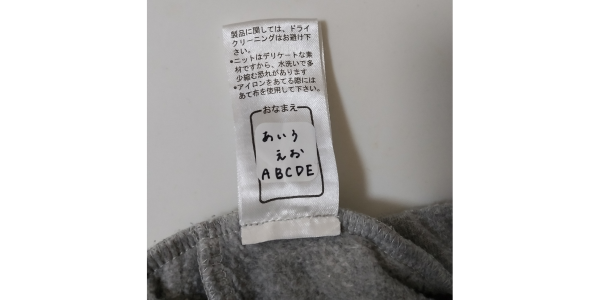 製品に関しては、ドライ
クリーニングはお避け下
さい。
•ニットはデリケートな素
材ですから、水洗いで多
少縮む恐れがあります
•アイロンをあてる際には
あて布を使用して下さい。
おなまえ
あいう
えお
ABCDE